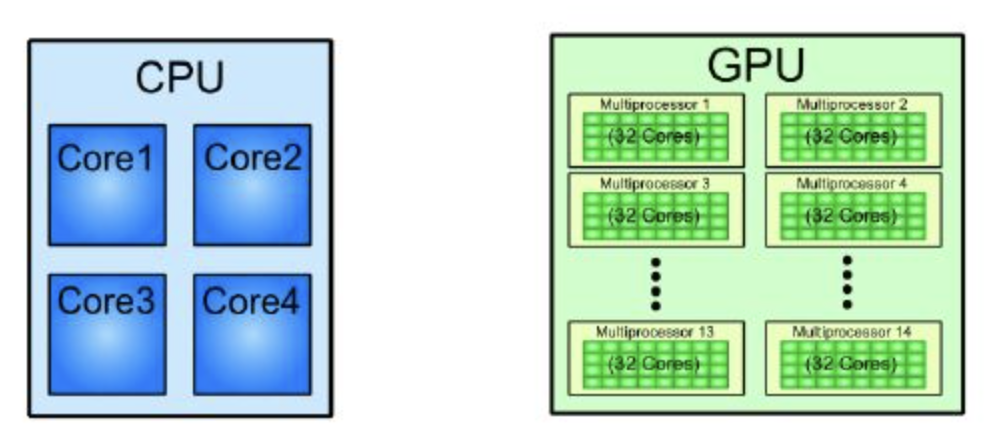 CPU
Core1 Core2
Core3 Core4
GPU
Multiprocessor 1
(32 Cores)
Multiprocessor 2
(32 Cores)
Multiprocessor 3
(32 Cores)
Multiprocessor 4
(32 Cores)
Multiprocessor 13
(32 Cores)
Multiprocessor 14
(32 Cores)